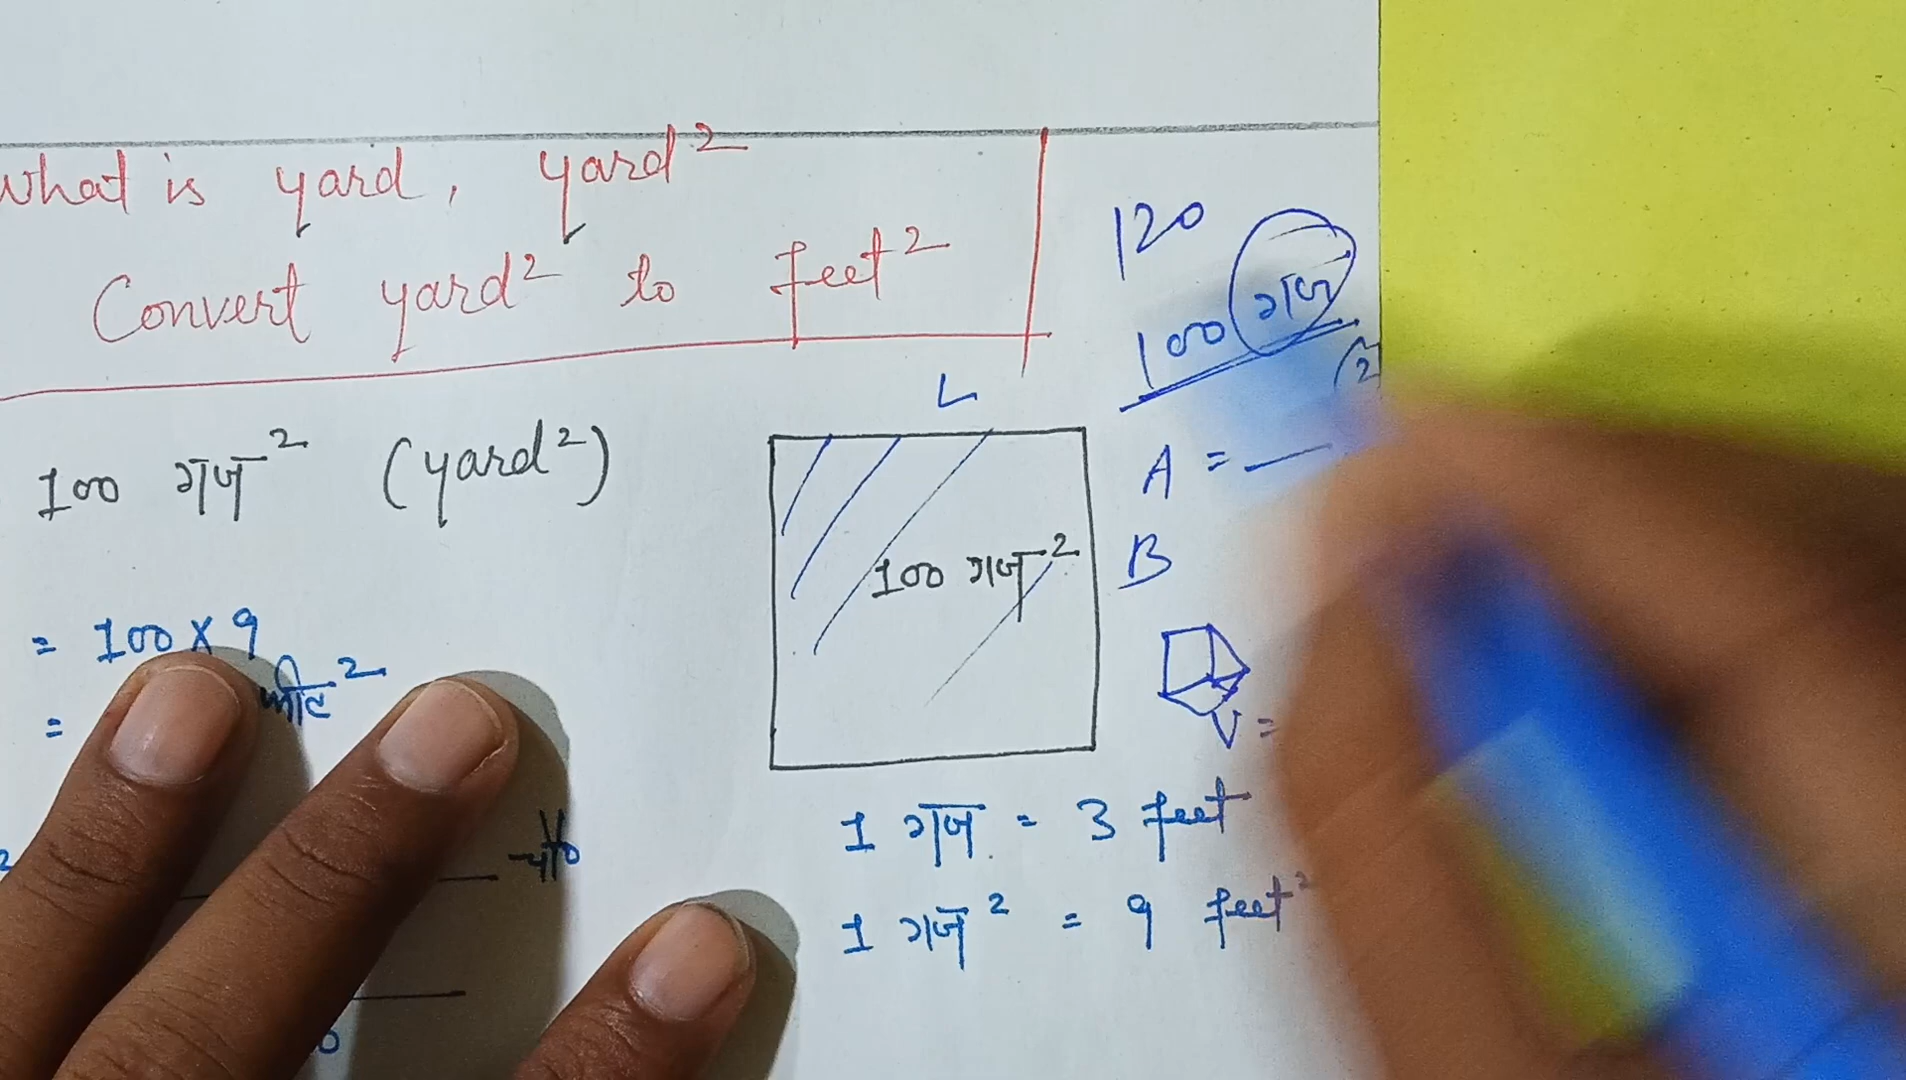 what is yard, yard²
Convert yard² to feet²
120
100 गज
2
L
100 गज² (yard²)
A =
100 गज²
B
= 100 x 9
फीट²
=
V =
1 गज = 3 feet
1 गज² = 9 feet²